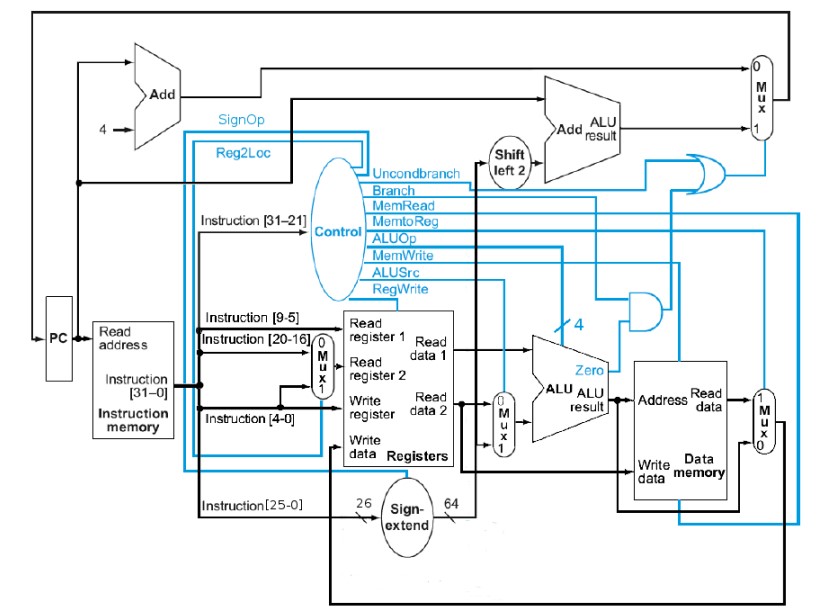 Add
4
SignOp
Reg2Loc
Add ALU
result
0
Mux
1
Shift
left 2
Uncondbranch
Branch
MemRead
MemtoReg
ALUOp
MemWrite
ALUSrc
RegWrite
Control
Instruction [31–21]
PC
Read
address
Instruction
[31–0]
Instruction
memory
Instruction [9-5]
Instruction [20-16]
Instruction [4-0]
0
Mux
1
Read
register 1
Read
register 2
Write
register
Write
data
Read
data 1
Read
data 2
Registers
0
Mux
1
4
Zero
ALU ALU
result
Address
Read
data
Write
data
Data
memory
1
Mux
0
Instruction[25-0]
26
Sign-
extend
64